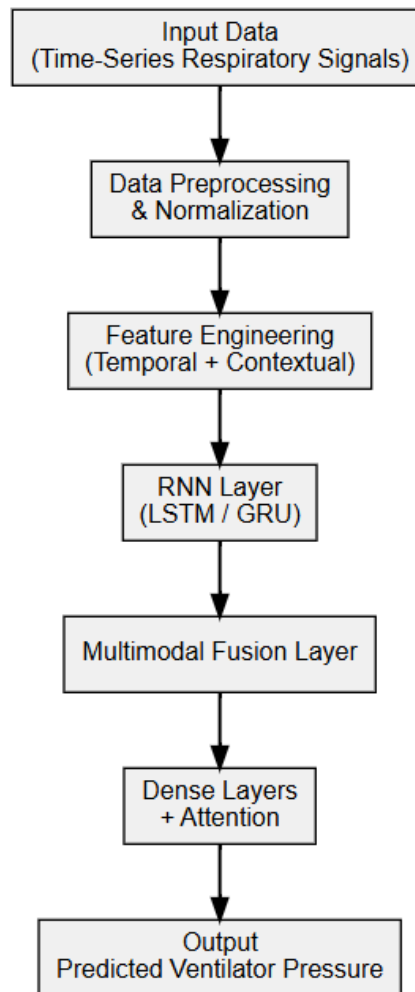 Input Data
(Time-Series Respiratory Signals)
Data Preprocessing
& Normalization
Feature Engineering
(Temporal + Contextual)
RNN Layer
(LSTM / GRU)
Multimodal Fusion Layer
Dense Layers
+ Attention
Output
Predicted Ventilator Pressure